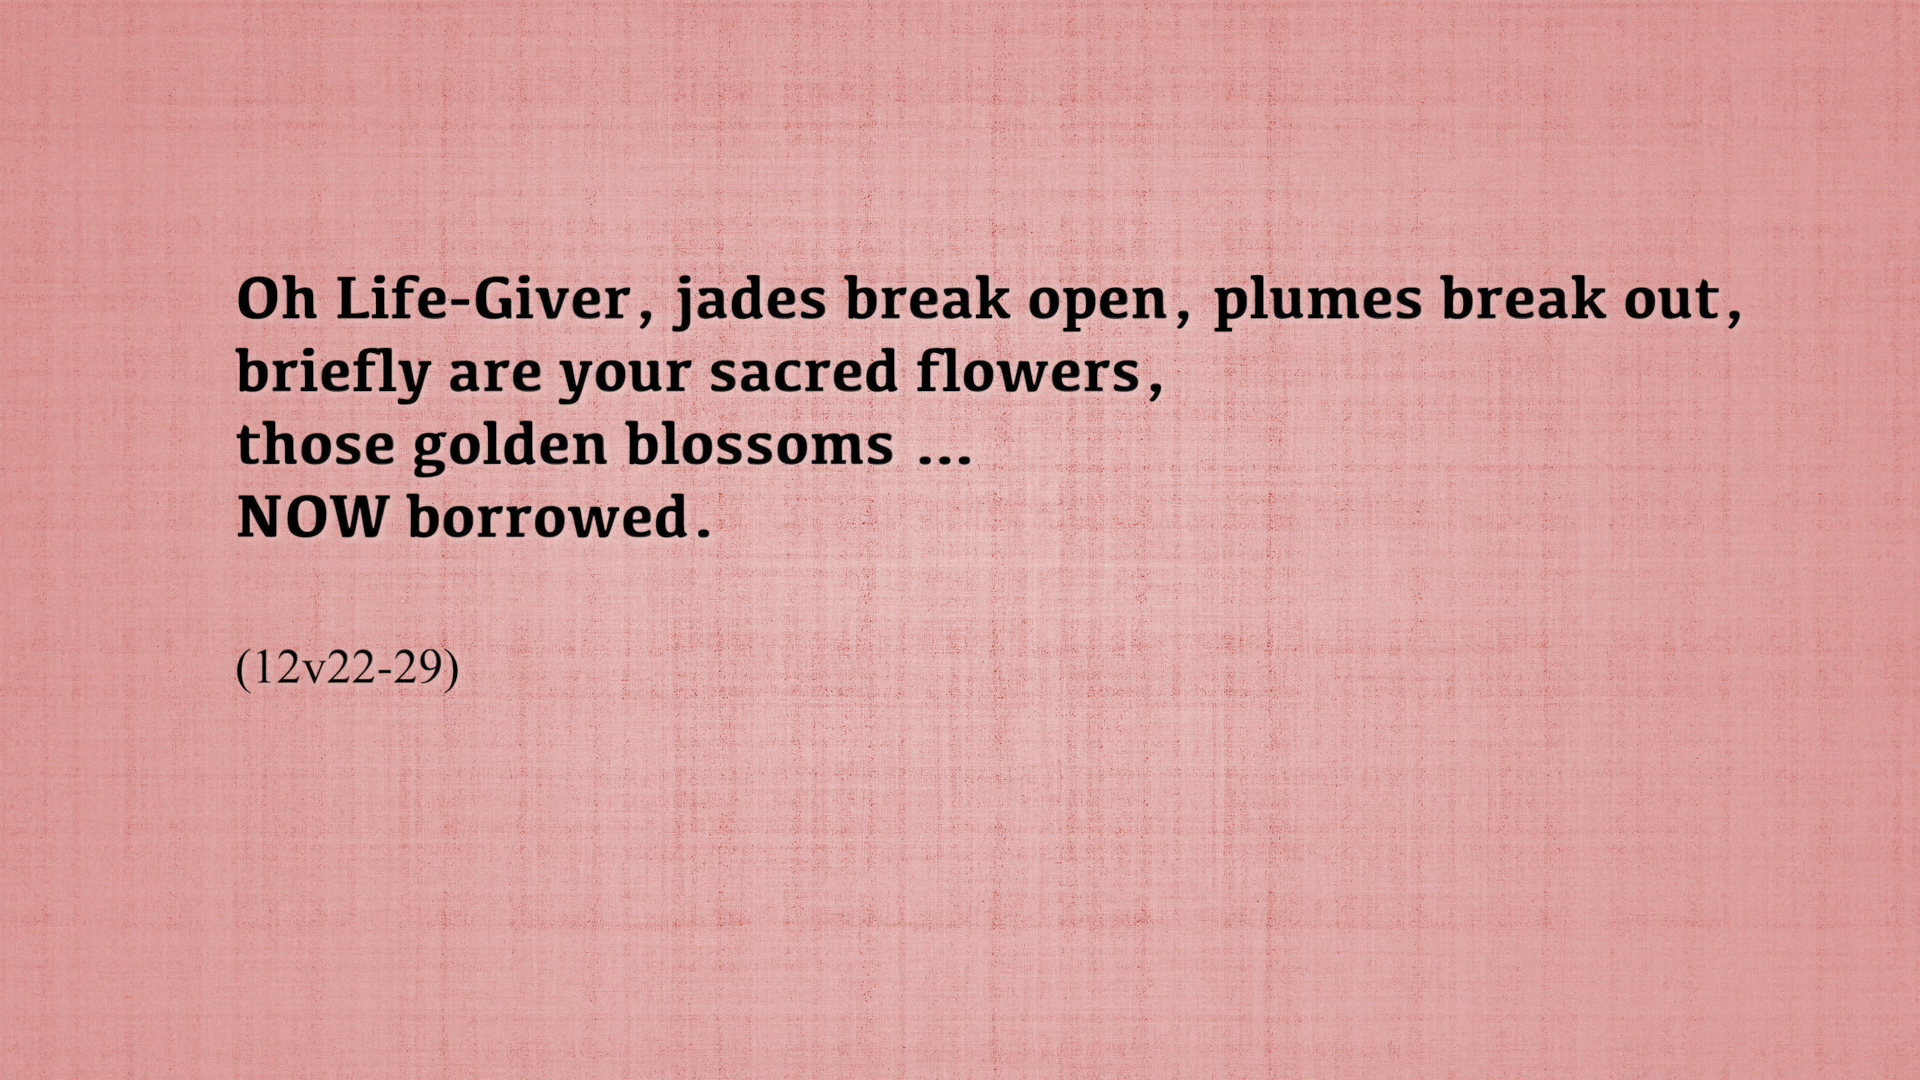 Oh Life-Giver, jades break open, plumes break out,
briefly are your sacred flowers,
those golden blossoms ...
NOW borrowed.
(12v22-29)